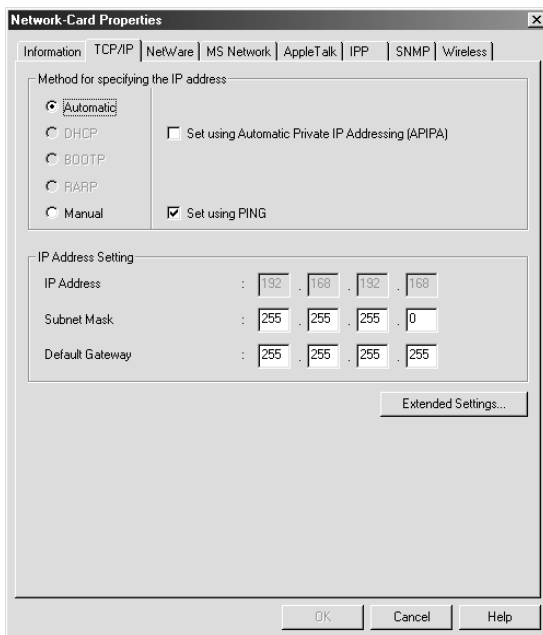 Network-Card Properties
Information TCP/IP NetWare MS Network AppleTalk IPP SNMP Wireless
Method for specifying the IP address
Automatic
DHCP Set using Automatic Private IP Addressing (APIPA)
BOOTP
RARP
Manual Set using PING
IP Address Setting
IP Address : 192 . 168 . 192 . 168
Subnet Mask : 255 . 255 . 255 . 0
Default Gateway : 255 . 255 . 255 . 255
Extended Settings...
OK Cancel Help